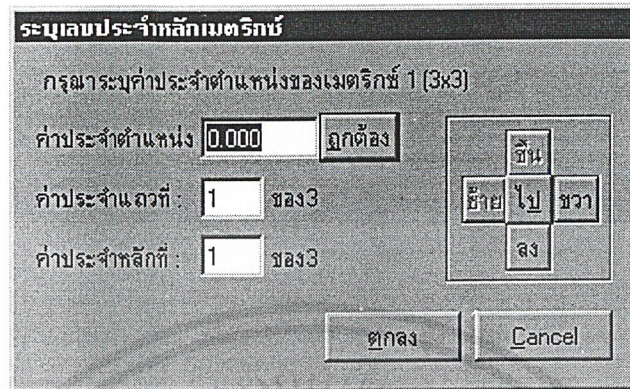 ระบุเลขประจำหลักเมตริกซ์
กรุณาระบุค่าประจำตำแหน่งของเมตริกซ์ 1 (3x3)
ค่าประจำตำแหน่ง 0.000 ถูกต้อง
ค่าประจำแถวที่ : 1 ของ3
ค่าประจำหลักที่ : 1 ของ3
ขึ้น
ซ้าย ไป ขวา
ลง
ตกลง Cancel